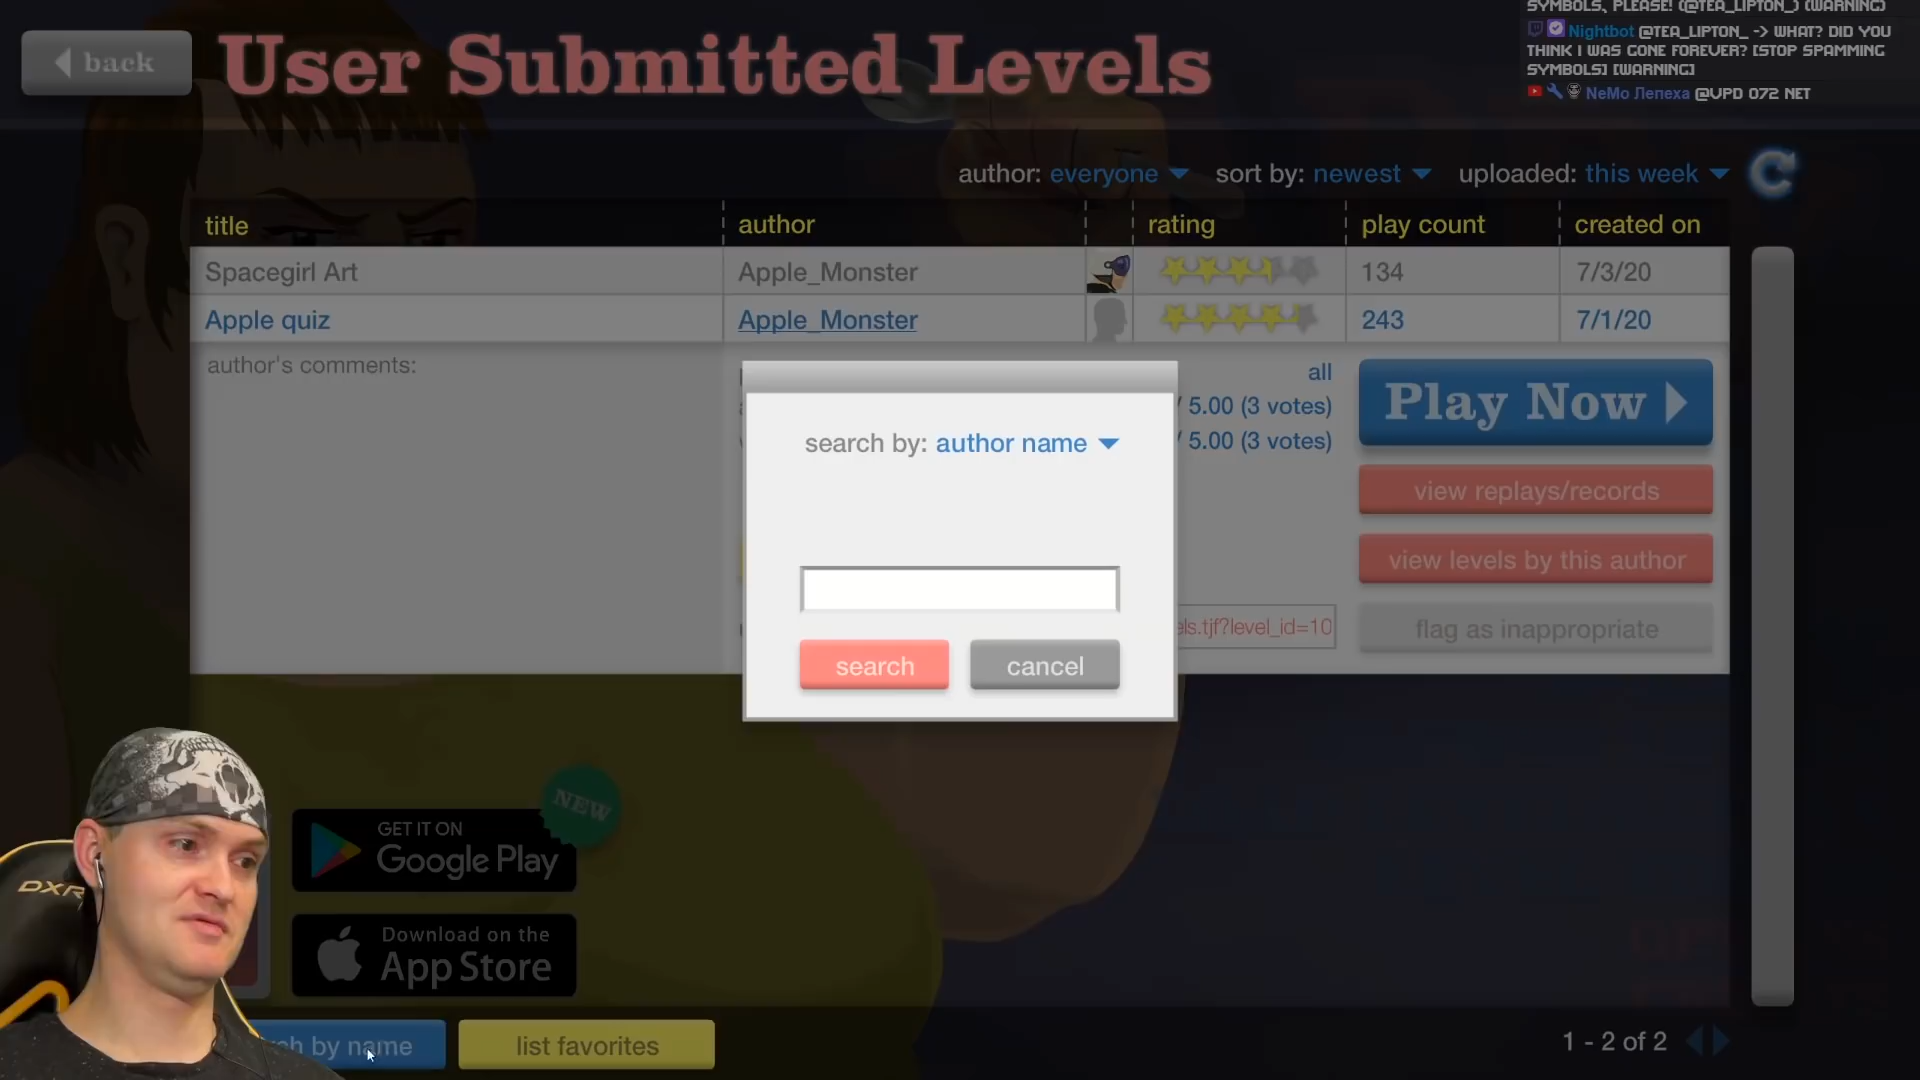 SYMBOLS, PLEASE! (@TEA_LIPTON_) (WARNING)
Nightbot @TEA_LIPTON_ -> WHAT? DID YOU
THINK I WAS GONE FOREVER? [STOP SPAMMING
SYMBOLS] [WARNING]
NeMo Лепеха @VPD 072 NET
back
User Submitted Levels
author: everyone sort by: newest uploaded: this week
title author rating play count created on
Spacegirl Art Apple_Monster 134 7/3/20
Apple quiz Apple_Monster 243 7/1/20
author's comments:
all
5.00 (3 votes)
5.00 (3 votes)
Play Now
view replays/records
view levels by this author
els.tjf?level_id=10
flag as inappropriate
search by: author name
search cancel
NEW
GET IT ON
Google Play
Download on the
App Store
DXR
ch by name
list favorites
1 - 2 of 2